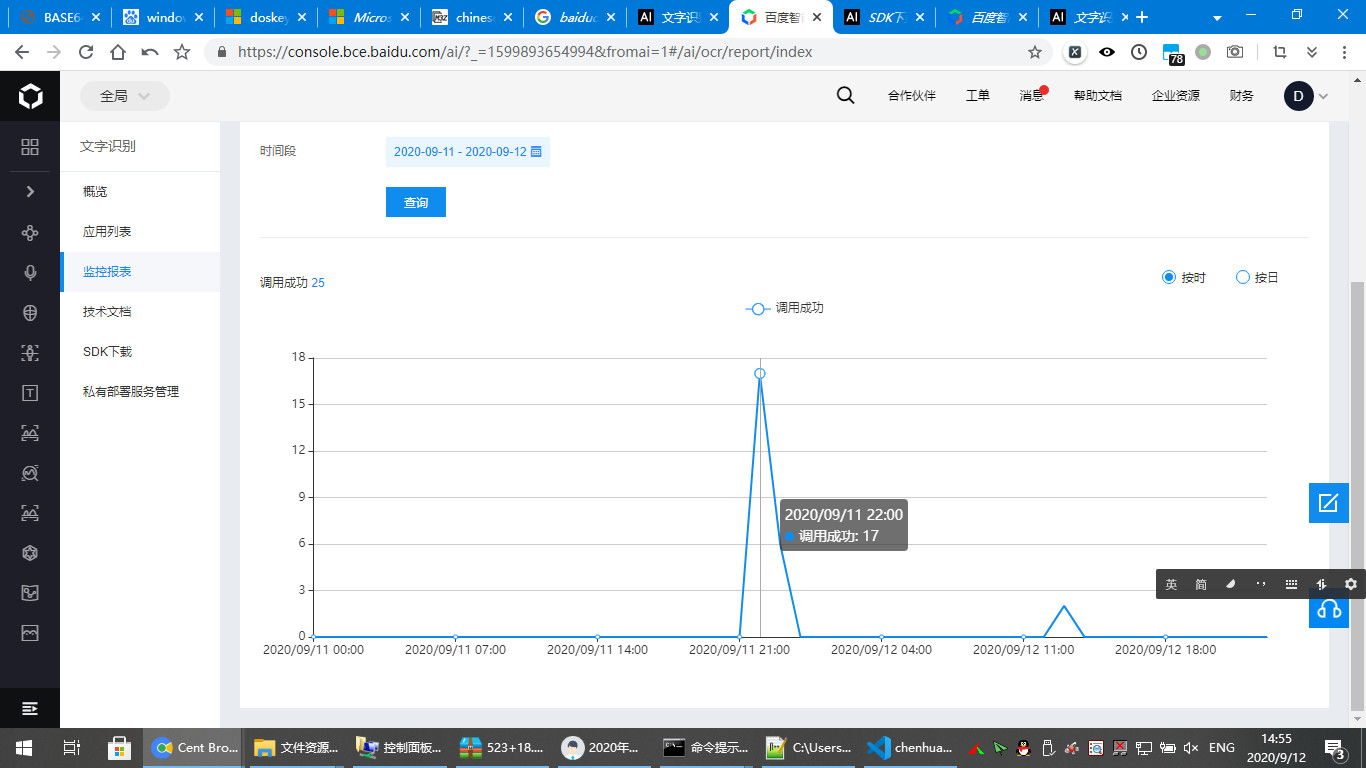 BASE6
windo
doskey
Micros
chines
baidu
文字识
百度智
SDK下
百度智
文字识
https://console.bce.baidu.com/ai/?_=1599893654994&fromai=1#/ai/ocr/report/index
78
全局
合作伙伴
工单
消息
帮助文档
企业资源
财务
D
文字识别
概览
应用列表
监控报表
技术文档
SDK下载
私有部署服务管理
时间段
2020-09-11 - 2020-09-12
查询
调用成功 25
按时
按日
调用成功
18
15
12
9
6
3
0
2020/09/11 22:00
调用成功: 17
2020/09/11 00:00
2020/09/11 07:00
2020/09/11 14:00
2020/09/11 21:00
2020/09/12 04:00
2020/09/12 11:00
2020/09/12 18:00
英 简
Cent Bro...
文件资源...
控制面板...
523+18....
2020年...
命令提示...
C:\Users...
chenhua...
ENG
14:55
2020/9/12
3